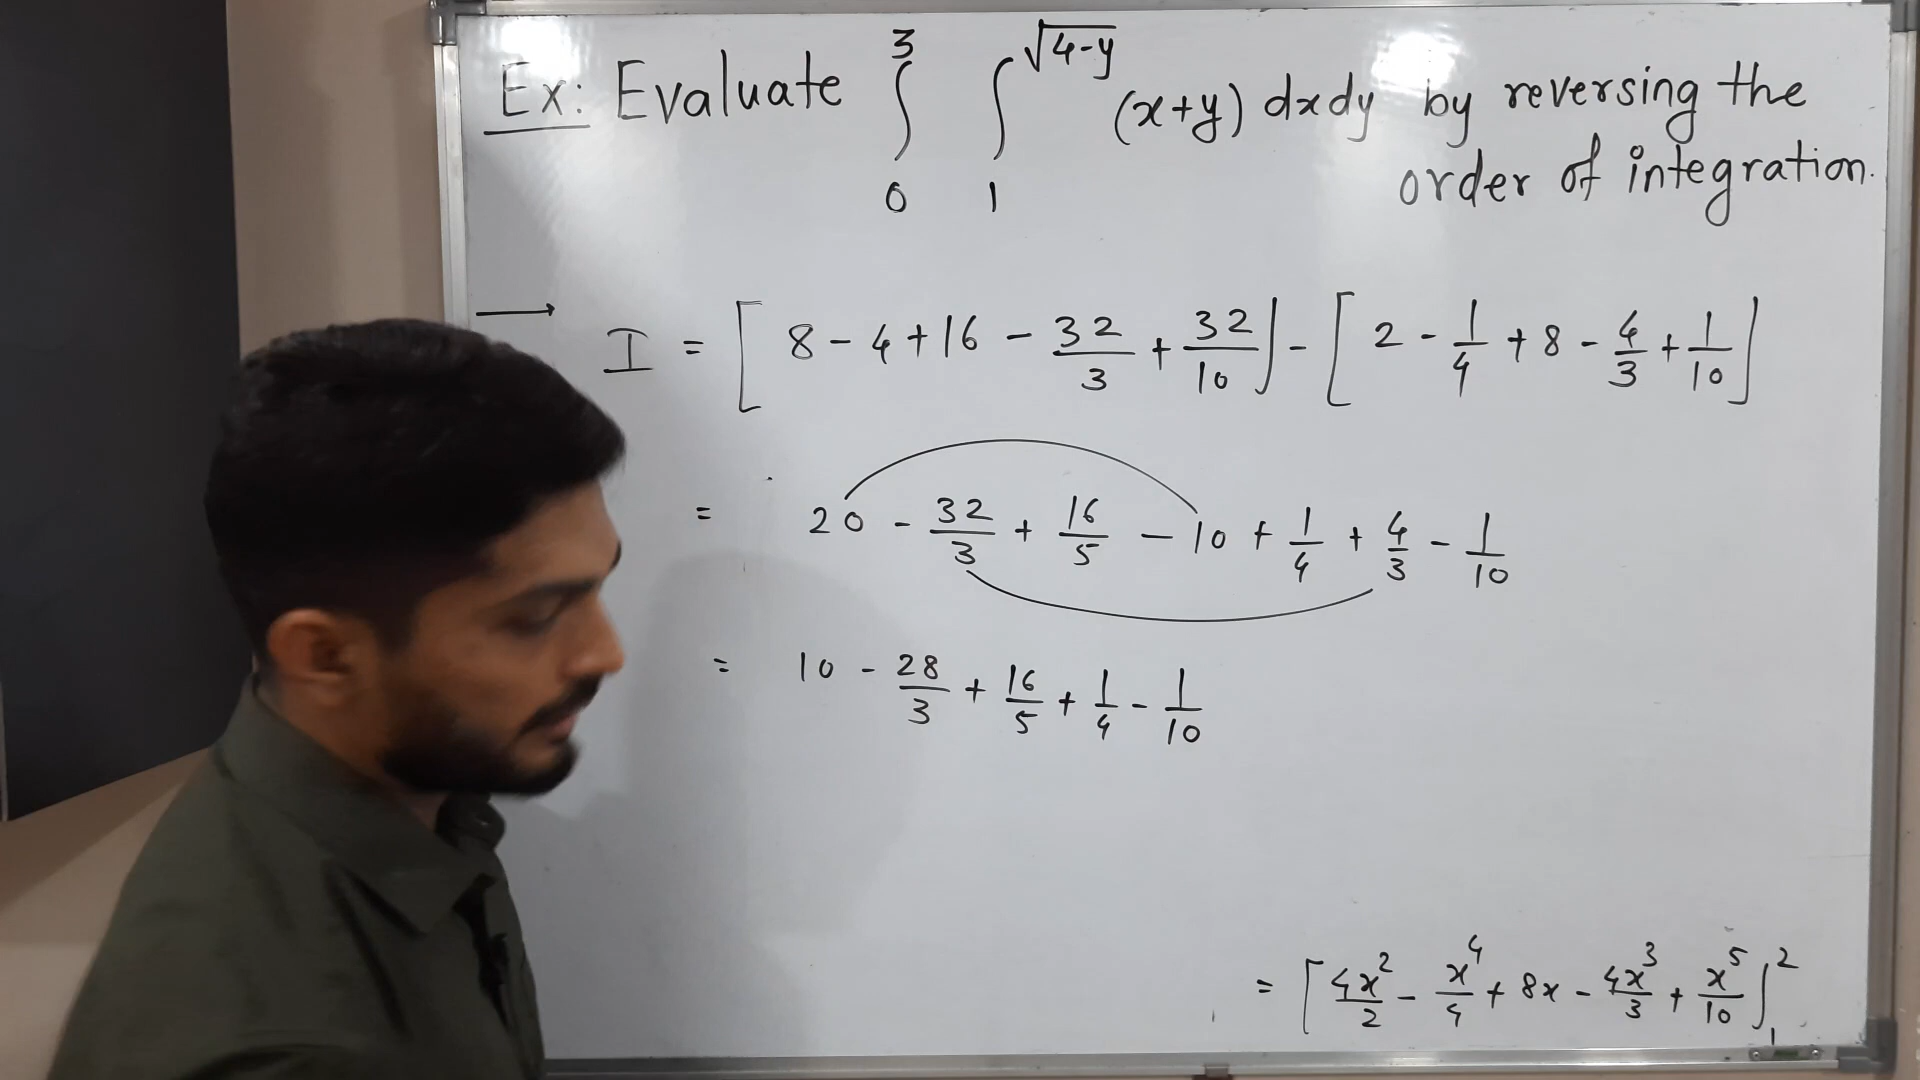 Ex: Evaluate ∫₀³ ∫₁^√(4-y) (x+y) dxdy by reversing the
order of integration.
→ I = [ 8 - 4 + 16 - 32/3 + 32/10 ] - [ 2 - 1/4 + 8 - 4/3 + 1/10 ]
= 20 - 32/3 + 16/5 - 10 + 1/4 + 4/3 - 1/10
= 10 - 28/3 + 16/5 + 1/4 - 1/10
= [ 4x²/2 - x⁴/4 + 8x - 4x³/3 + x⁵/10 ]₁²